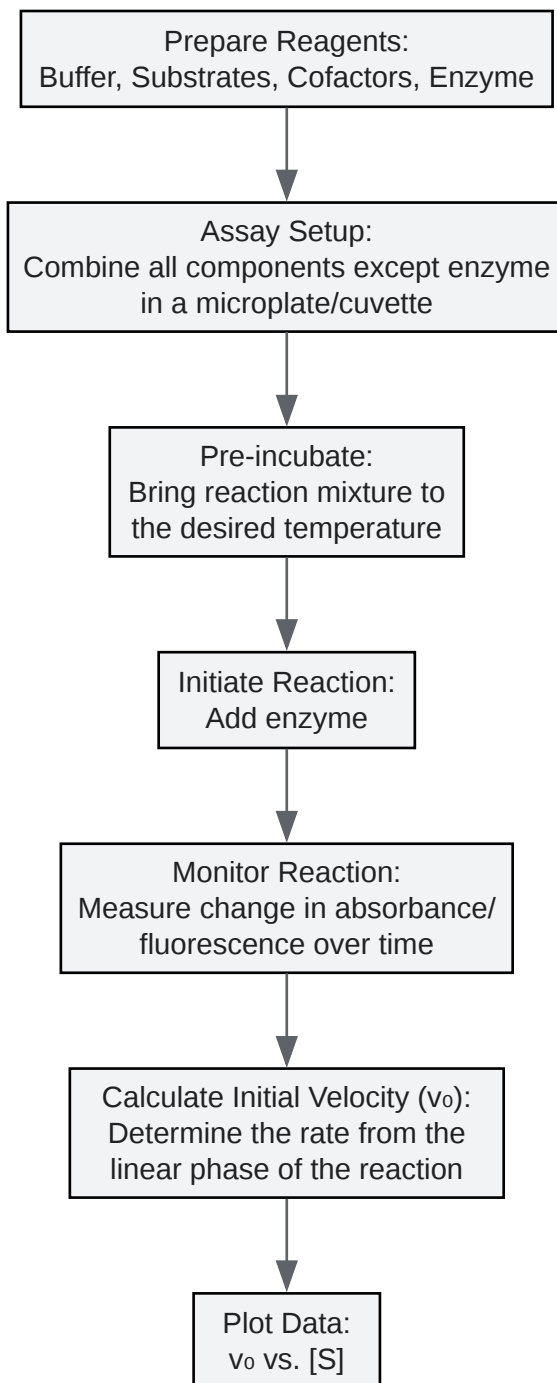 Prepare Reagents:
Buffer, Substrates, Cofactors, Enzyme
Assay Setup:
Combine all components except enzyme
in a microplate/cuvette
Pre-incubate:
Bring reaction mixture to
the desired temperature
Initiate Reaction:
Add enzyme
Monitor Reaction:
Measure change in absorbance/
fluorescence over time
Calculate Initial Velocity (v₀):
Determine the rate from the
linear phase of the reaction
Plot Data:
v₀ vs. [S]